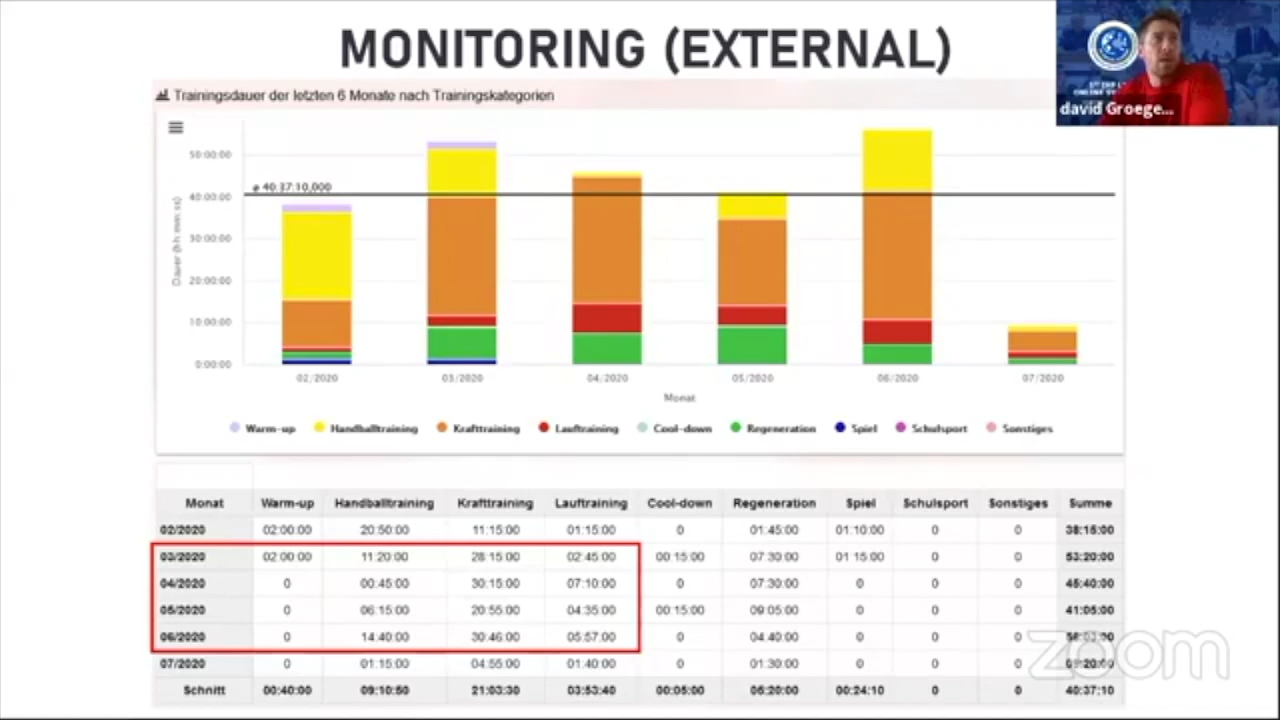 MONITORING (EXTERNAL)
david Groege...
Trainingsdauer der letzten 6 Monate nach Trainingskategorien
50:00:00
ø 40:37:10,000
40:00:00
30:00:00
20:00:00
10:00:00
0:00:00
Dauer (hh:mm:ss)
02/2020 03/2020 04/2020 05/2020 06/2020 07/2020
Monat
Warm-up Handballtraining Krafttraining Lauftraining Cool-down Regeneration Spiel Schulsport Sonstiges
Monat Warm-up Handballtraining Krafttraining Lauftraining Cool-down Regeneration Spiel Schulsport Sonstiges Summe
02/2020 02:00:00 20:50:00 11:15:00 01:15:00 0 01:45:00 01:10:00 0 0 38:15:00
03/2020 02:00:00 11:20:00 28:15:00 02:45:00 00:15:00 07:30:00 01:15:00 0 0 53:20:00
04/2020 0 00:45:00 30:15:00 07:10:00 0 07:30:00 0 0 0 45:40:00
05/2020 0 06:15:00 20:55:00 04:35:00 00:15:00 09:05:00 0 0 0 41:05:00
06/2020 0 14:40:00 30:46:00 05:57:00 0 04:40:00 0 0 0
07/2020 0 01:15:00 04:55:00 01:40:00 0 01:30:00 0 0 0
Schnitt 00:40:00 09:10:50 21:03:30 03:53:40 00:05:00 05:20:00 00:24:10 0 0 40:37:10
zoom